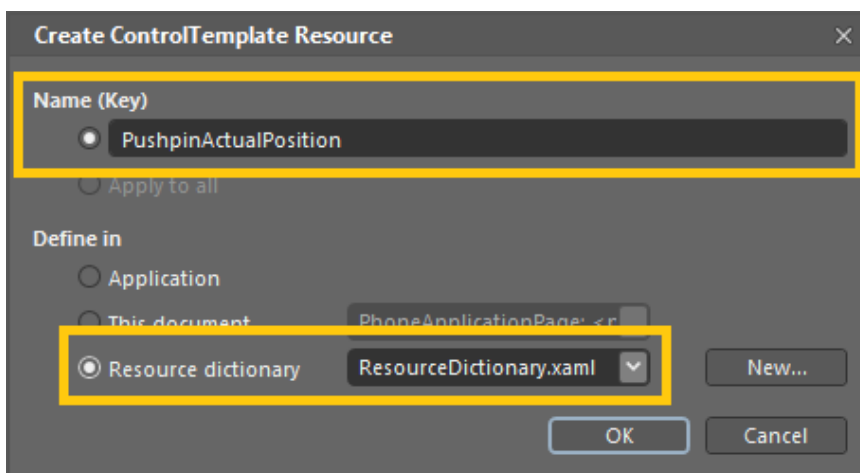 Create ControlTemplate Resource
Name (Key)
PushpinActualPosition
Apply to all
Define in
Application
This document PhoneApplicationPage: <
Resource dictionary ResourceDictionary.xaml New...
OK Cancel